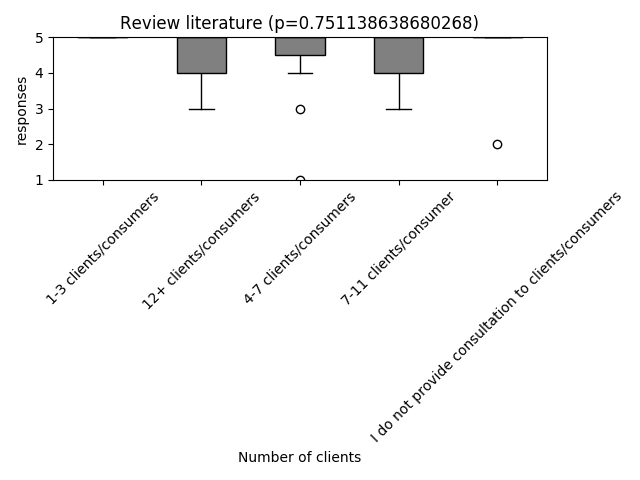 Review literature (p=0.751138638680268)
5
4
3
2
1
responses
1-3 clients/consumers
12+ clients/consumers
4-7 clients/consumers
7-11 clients/consumer
I do not provide consultation to clients/consumers
Number of clients